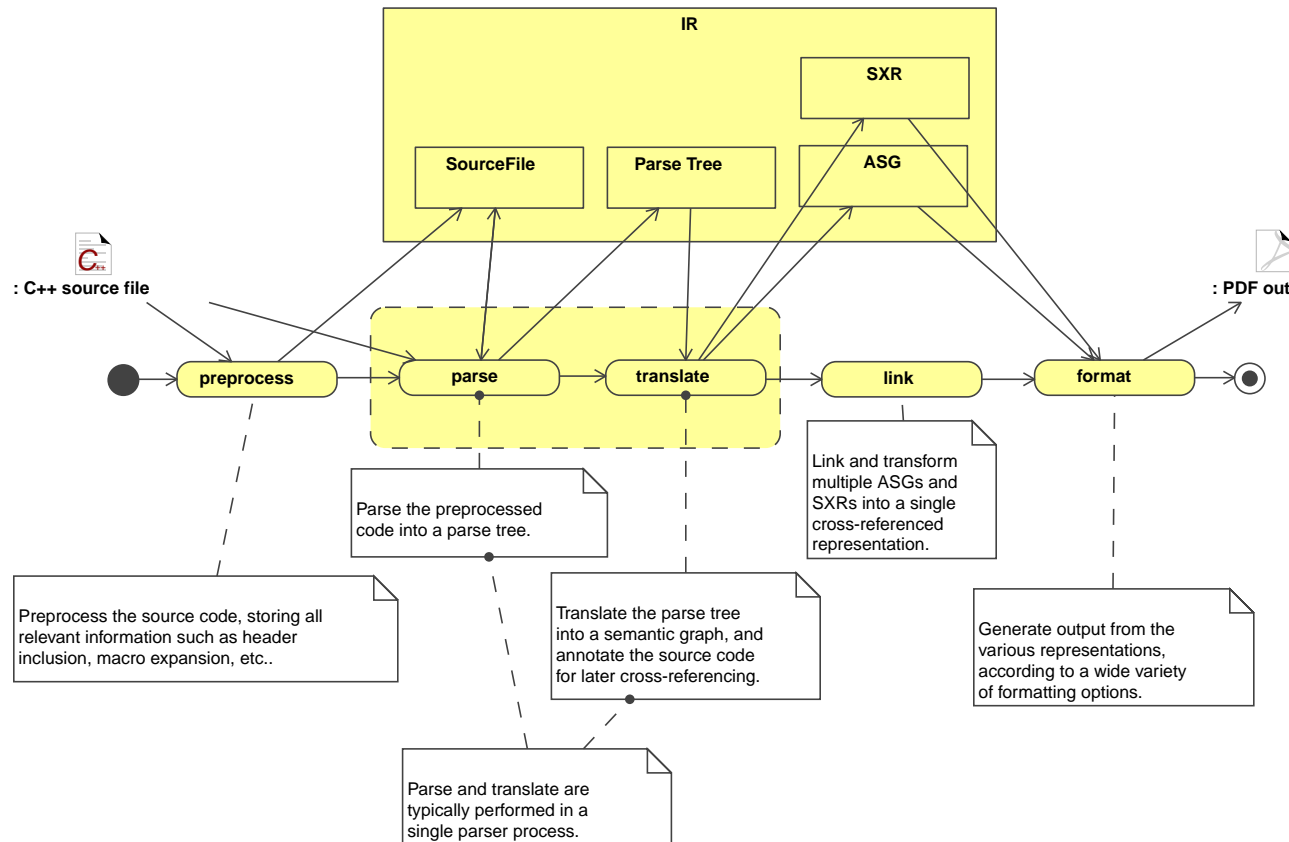 IR
SXR
SourceFile
Parse Tree
ASG
C++
: C++ source file
: PDF out
preprocess
parse
translate
link
format
Link and transform
multiple ASGs and
SXRs into a single
cross-referenced
representation.
Parse the preprocessed
code into a parse tree.
Preprocess the source code, storing all
relevant information such as header
inclusion, macro expansion, etc..
Translate the parse tree
into a semantic graph, and
annotate the source code
for later cross-referencing.
Generate output from the
various representations,
according to a wide variety
of formatting options.
Parse and translate are
typically performed in a
single parser process.